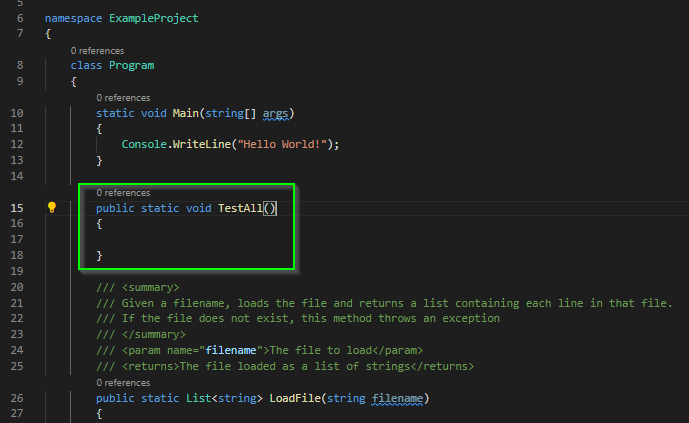 5
6 namespace ExampleProject
7 {
0 references
8 class Program
9 {
0 references
10 static void Main(string[] args)
11 {
12 Console.WriteLine("Hello World!");
13 }
14
0 references
15 public static void TestAll()
16 {
17
18 }
19
20 /// <summary>
21 /// Given a filename, loads the file and returns a list containing each line in that file.
22 /// If the file does not exist, this method throws an exception
23 /// </summary>
24 /// <param name="filename">The file to load</param>
25 /// <returns>The file loaded as a list of strings</returns>
0 references
26 public static List<string> LoadFile(string filename)
27 {